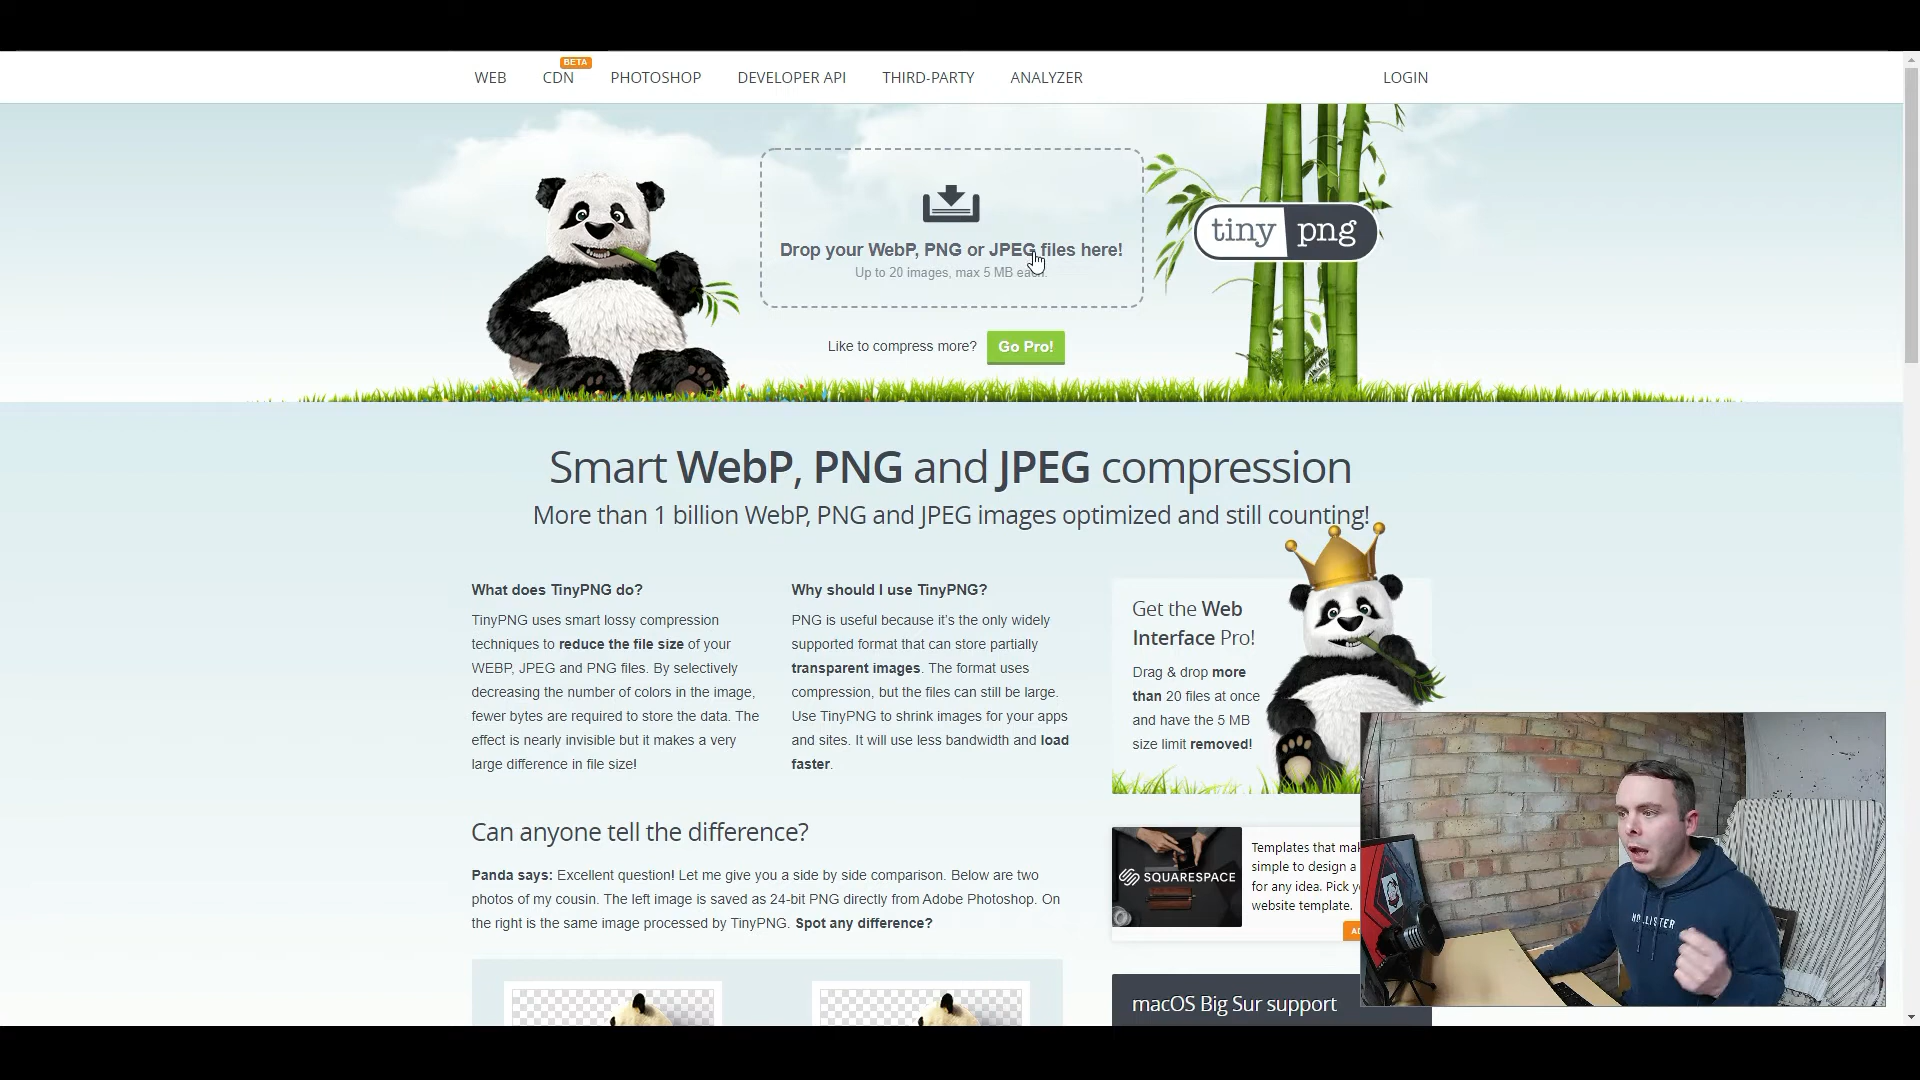 WEB
CDN
BETA
PHOTOSHOP
DEVELOPER API
THIRD-PARTY
ANALYZER
LOGIN
Drop your WebP, PNG or JPEG files here!
Up to 20 images, max 5 MB each.
tiny png
Like to compress more?
Go Pro!
Smart WebP, PNG and JPEG compression
More than 1 billion WebP, PNG and JPEG images optimized and still counting!
What does TinyPNG do?
TinyPNG uses smart lossy compression
techniques to reduce the file size of your
WEBP, JPEG and PNG files. By selectively
decreasing the number of colors in the image,
fewer bytes are required to store the data. The
effect is nearly invisible but it makes a very
large difference in file size!
Why should I use TinyPNG?
PNG is useful because it's the only widely
supported format that can store partially
transparent images. The format uses
compression, but the files can still be large.
Use TinyPNG to shrink images for your apps
and sites. It will use less bandwidth and load
faster.
Get the Web
Interface Pro!
Drag & drop more
than 20 files at once
and have the 5 MB
size limit removed!
Can anyone tell the difference?
Panda says: Excellent question! Let me give you a side by side comparison. Below are two
photos of my cousin. The left image is saved as 24-bit PNG directly from Adobe Photoshop. On
the right is the same image processed by TinyPNG. Spot any difference?
SQUARESPACE
Templates that
simple to design a
for any idea. Pick
website template.
macOS Big Sur support
HOLLISTER